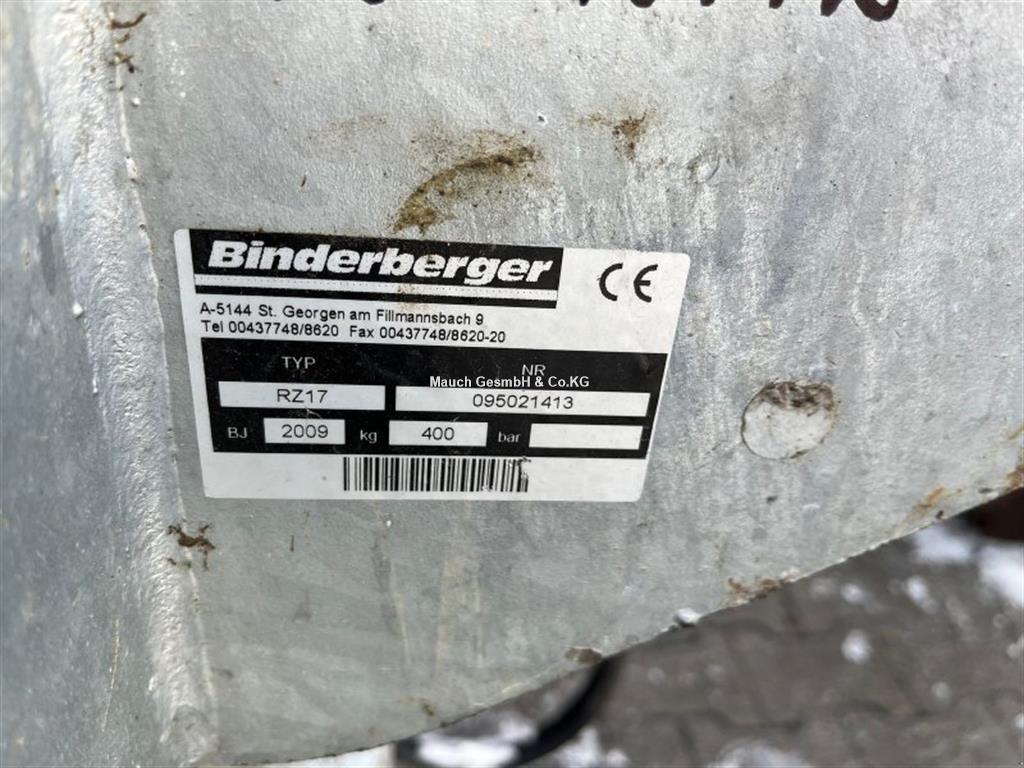 Binderberger
CE
A-5144 St. Georgen am Fillmannsbach 9
Tel 00437748/8620 Fax 00437748/8620-20
TYP NR
Mauch GesmbH & Co.KG
RZ17 095021413
BJ 2009 kg 400 bar